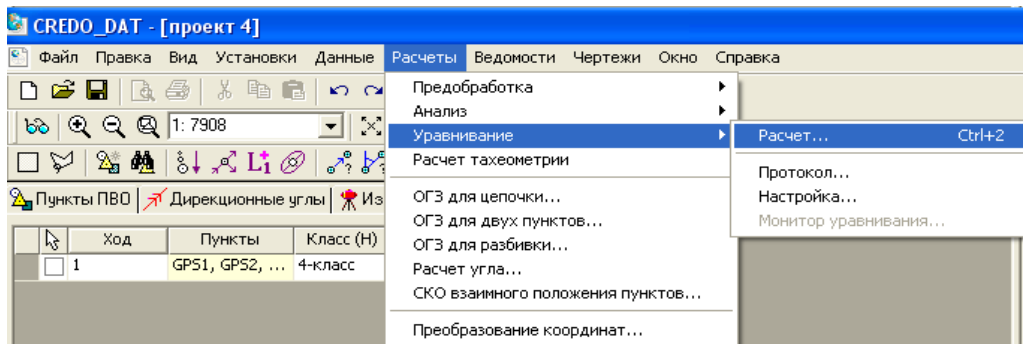 CREDO_DAT - [проект 4]
Файл Правка Вид Установки Данные Расчеты Ведомости Чертежи Окно Справка
Предобработка
Анализ
1: 7908
Уравнивание
Расчет... Ctrl+2
Расчет тахеометрии
Протокол...
Пункты ПВО Дирекционные углы Из
ОГЗ для цепочки...
Настройка...
ОГЗ для двух пунктов...
Монитор уравнивания...
Ход Пункты Класс (Н)
ОГЗ для разбивки...
1 GPS1, GPS2, ... 4-класс
Расчет угла...
СКО взаимного положения пунктов...
Преобразование координат...